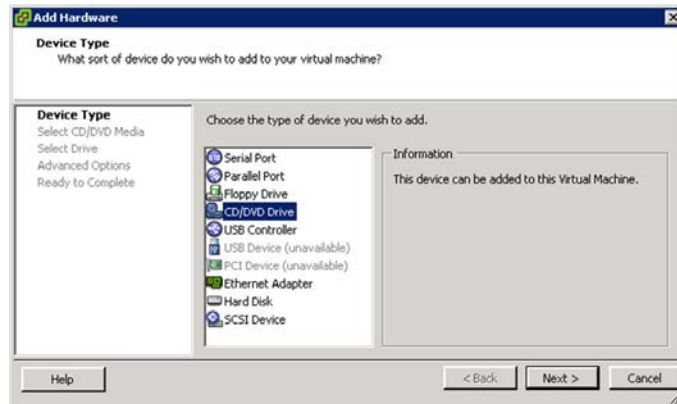 Add Hardware
Device Type
What sort of device do you wish to add to your virtual machine?
Device Type
Select CD/DVD Media
Select Drive
Advanced Options
Ready to Complete
Choose the type of device you wish to add.
Serial Port
Parallel Port
Floppy Drive
CD/DVD Drive
USB Controller
USB Device (unavailable)
PCI Device (unavailable)
Ethernet Adapter
Hard Disk
SCSI Device
Information
This device can be added to this Virtual Machine.
Help
< Back
Next >
Cancel